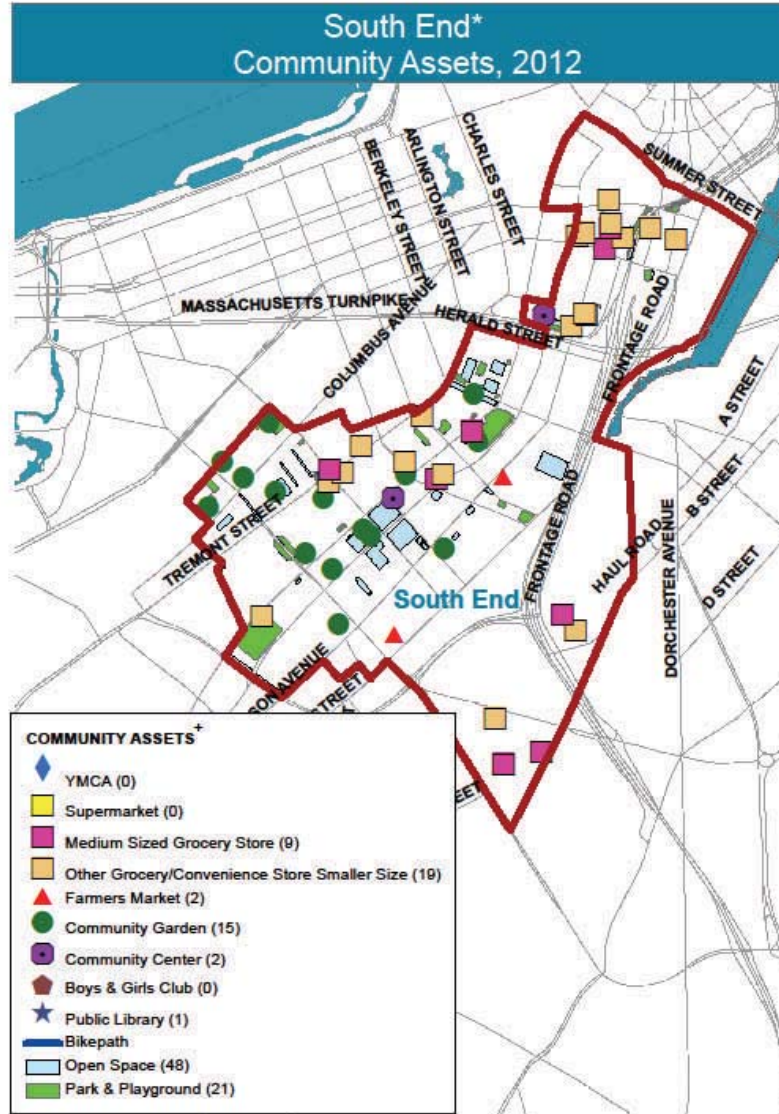 South End*
Community Assets, 2012
SUMMER STREET
CHARLES STREET
ARLINGTON STREET
BERKELEY STREET
MASSACHUSETTS TURNPIKE
COLUMBUS AVENUE
HERALD STREET
FRONTAGE ROAD
A STREET
B STREET
D STREET
DORCHESTER AVENUE
HAUL ROAD
FRONTAGE ROAD
TREMONT STREET
South End
SON AVENUE
STREET
COMMUNITY ASSETS+
YMCA (0)
Supermarket (0)
Medium Sized Grocery Store (9)
Other Grocery/Convenience Store Smaller Size (19)
Farmers Market (2)
Community Garden (15)
Community Center (2)
Boys & Girls Club (0)
Public Library (1)
Bikepath
Open Space (48)
Park & Playground (21)